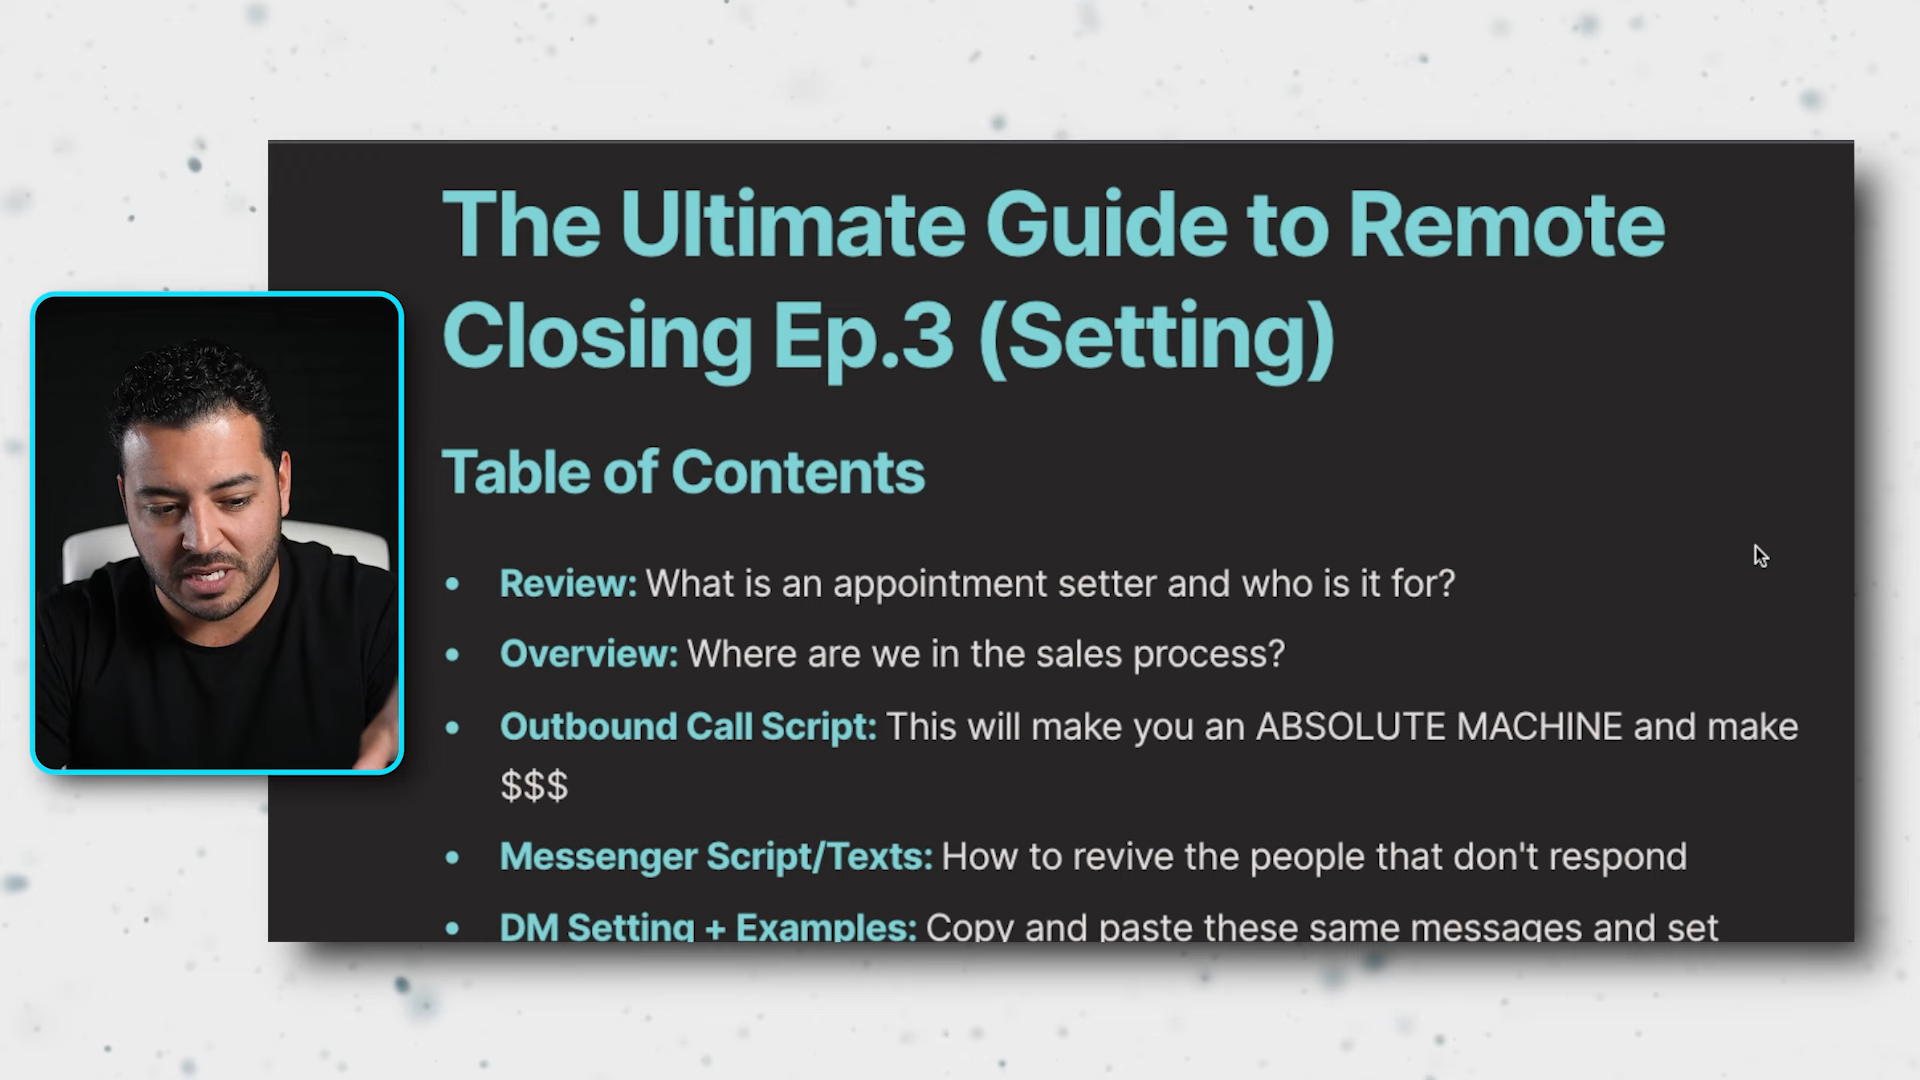 The Ultimate Guide to Remote
Closing Ep.3 (Setting)
Table of Contents
• Review: What is an appointment setter and who is it for?
• Overview: Where are we in the sales process?
• Outbound Call Script: This will make you an ABSOLUTE MACHINE and make
$$$
• Messenger Script/Texts: How to revive the people that don't respond
• DM Setting + Examples: Copy and paste these same messages and set